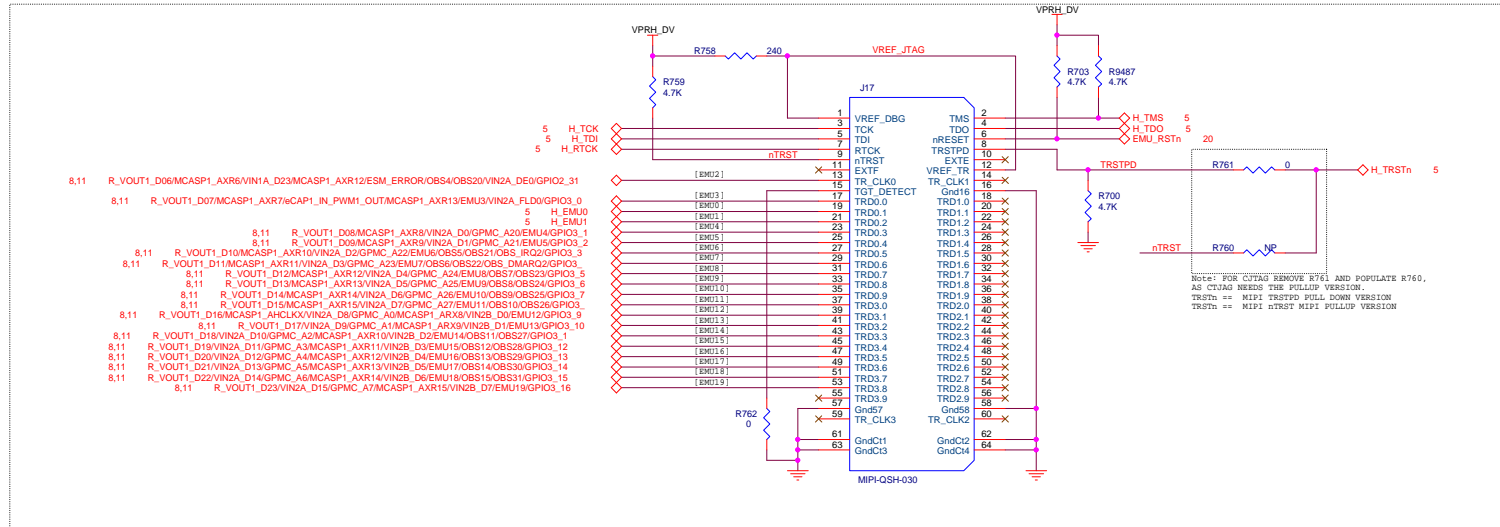 VPRH_DV
VPRH_DV
R758 240 VREF_JTAG
R759
4.7K
R703
4.7K
R9487
4.7K
J17
1 VREF_DBG TMS 2 H_TMS 5
5 H_TCK 3 TCK TDO 4 H_TDO 5
5 H_TDI 5 TDI nRESET 6 EMU_RSTn 20
5 H_RTCK 7 RTCK TRSTPD 8
nTRST 9 nTRST EXTE 10
11 EXTF VREF_TR 12
8,11 R_VOUT1_D06/MCASP1_AXR6/VIN1A_D23/MCASP1_AXR12/ESM_ERROR/OBS4/OBS20/VIN2A_DE0/GPIO2_31 [EMU2] 13 TR_CLK0 TR_CLK1 14
15 TGT_DETECT Gnd16 16
8,11 R_VOUT1_D07/MCASP1_AXR7/eCAP1_IN_PWM1_OUT/MCASP1_AXR13/EMU3/VIN2A_FLD0/GPIO3_0 [EMU3] 17 TRD0.0 TRD1.0 18
5 H_EMU0 [EMU0] 19 TRD0.1 TRD1.1 20
5 H_EMU1 [EMU1] 21 TRD0.2 TRD1.2 22
8,11 R_VOUT1_D08/MCASP1_AXR8/VIN2A_D0/GPMC_A20/EMU4/GPIO3_1 [EMU4] 23 TRD0.3 TRD1.3 24
8,11 R_VOUT1_D09/MCASP1_AXR9/VIN2A_D1/GPMC_A21/EMU5/GPIO3_2 [EMU5] 25 TRD0.4 TRD1.4 26
8,11 R_VOUT1_D10/MCASP1_AXR10/VIN2A_D2/GPMC_A22/EMU6/OBS5/OBS21/OBS_IRQ2/GPIO3_3 [EMU6] 27 TRD0.5 TRD1.5 28
8,11 R_VOUT1_D11/MCASP1_AXR11/VIN2A_D3/GPMC_A23/EMU7/OBS6/OBS22/OBS_DMARQ2/GPIO3_ [EMU7] 29 TRD0.6 TRD1.6 30
8,11 R_VOUT1_D12/MCASP1_AXR12/VIN2A_D4/GPMC_A24/EMU8/OBS7/OBS23/GPIO3_5 [EMU8] 31 TRD0.7 TRD1.7 32
8,11 R_VOUT1_D13/MCASP1_AXR13/VIN2A_D5/GPMC_A25/EMU9/OBS8/OBS24/GPIO3_6 [EMU9] 33 TRD0.8 TRD1.8 34
8,11 R_VOUT1_D14/MCASP1_AXR14/VIN2A_D6/GPMC_A26/EMU10/OBS9/OBS25/GPIO3_7 [EMU10] 35 TRD0.9 TRD1.9 36
8,11 R_VOUT1_D15/MCASP1_AXR15/VIN2A_D7/GPMC_A27/EMU11/OBS10/OBS26/GPIO3_ [EMU11] 37 TRD3.0 TRD2.0 38
8,11 R_VOUT1_D16/MCASP1_AHCLKX/VIN2A_D8/GPMC_A0/MCASP1_ARX8/VIN2B_D0/EMU12/GPIO3_9 [EMU12] 39 TRD3.1 TRD2.1 40
8,11 R_VOUT1_D17/VIN2A_D9/GPMC_A1/MCASP1_ARX9/VIN2B_D1/EMU13/GPIO3_10 [EMU13] 41 TRD3.2 TRD2.2 42
8,11 R_VOUT1_D18/VIN2A_D10/GPMC_A2/MCASP1_AXR10/VIN2B_D2/EMU14/OBS11/OBS27/GPIO3_1 [EMU14] 43 TRD3.3 TRD2.3 44
8,11 R_VOUT1_D19/VIN2A_D11/GPMC_A3/MCASP1_AXR11/VIN2B_D3/EMU15/OBS12/OBS28/GPIO3_12 [EMU15] 45 TRD3.4 TRD2.4 46
8,11 R_VOUT1_D20/VIN2A_D12/GPMC_A4/MCASP1_AXR12/VIN2B_D4/EMU16/OBS13/OBS29/GPIO3_13 [EMU16] 47 TRD3.5 TRD2.5 48
8,11 R_VOUT1_D21/VIN2A_D13/GPMC_A5/MCASP1_AXR13/VIN2B_D5/EMU17/OBS14/OBS30/GPIO3_14 [EMU17] 49 TRD3.6 TRD2.6 50
8,11 R_VOUT1_D22/VIN2A_D14/GPMC_A6/MCASP1_AXR14/VIN2B_D6/EMU18/OBS15/OBS31/GPIO3_15 [EMU18] 51 TRD3.7 TRD2.7 52
8,11 R_VOUT1_D23/VIN2A_D15/GPMC_A7/MCASP1_AXR15/VIN2B_D7/EMU19/GPIO3_16 [EMU19] 53 TRD3.8 TRD2.8 54
55 TRD3.9 TRD2.9 56
57 Gnd57 Gnd58 58
59 TR_CLK3 TR_CLK2 60
61 GndCt1 GndCt2 62
63 GndCt3 GndCt4 64
R762
0
MIPI-QSH-030
TRSTPD
R761 0 H_TRSTn 5
R700
4.7K
nTRST R760 NP
Note: FOR CJTAG REMOVE R761 AND POPULATE R760,
AS CTJAG NEEDS THE PULLUP VERSION.
TRSTn == MIPI TRSTPD PULL DOWN VERSION
TRSTn == MIPI nTRST MIPI PULLUP VERSION